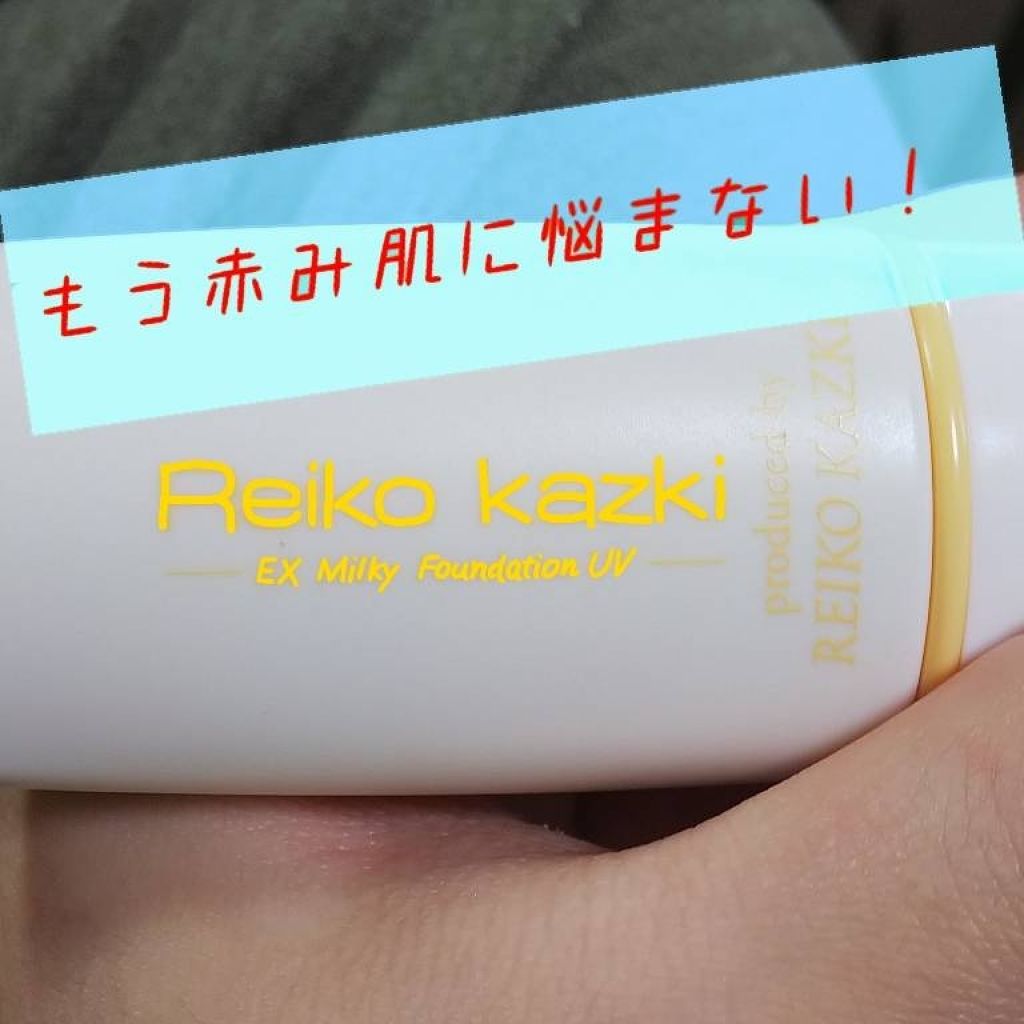 もう赤み肌に悩まない!
Reiko kazki
EX Milky Foundation UV
produced by
REIKO KAZKI